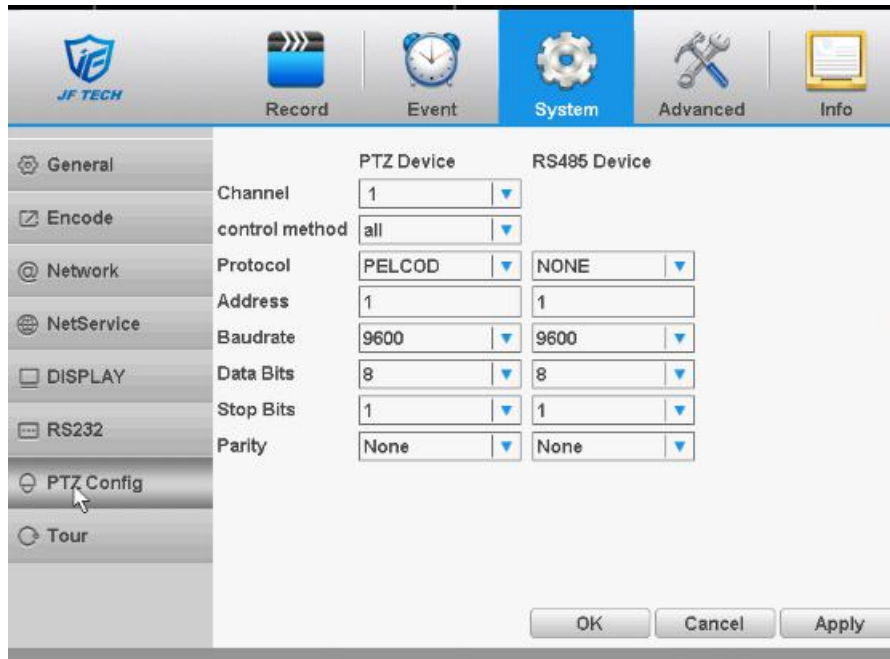 JF TECH
Record Event System Advanced Info
General
Encode
Network
NetService
DISPLAY
RS232
PTZ Config
Tour
PTZ Device RS485 Device
Channel 1
control method all
Protocol PELCOD NONE
Address 1 1
Baudrate 9600 9600
Data Bits 8 8
Stop Bits 1 1
Parity None None
OK Cancel Apply